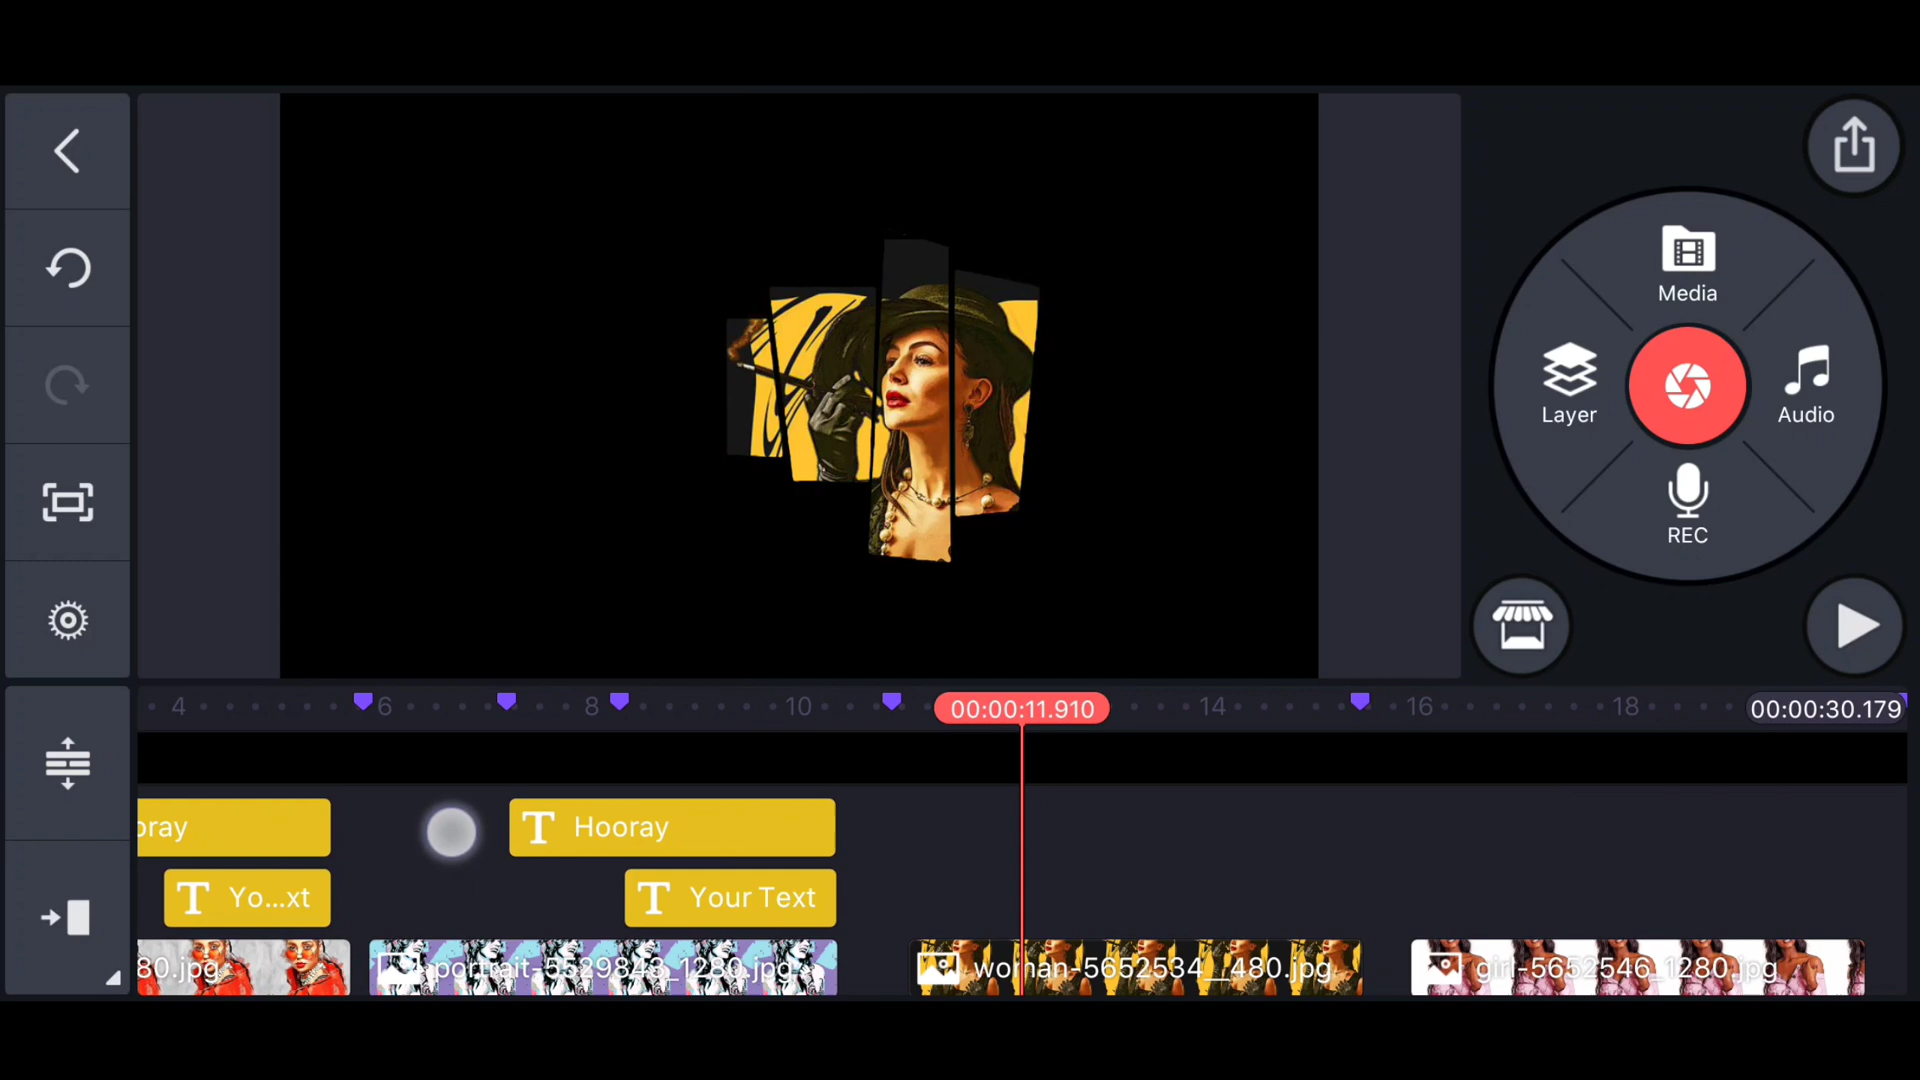 Media
Layer
Audio
REC
4
6
8
10
00:00:11.910
14
16
18
00:00:30.179
oray
T Hooray
T Yo...xt
T Your Text
80.jpg
portrait-5529843_1280.jpg
woman-5652534__480.jpg
girl-5652546_1280.jpg